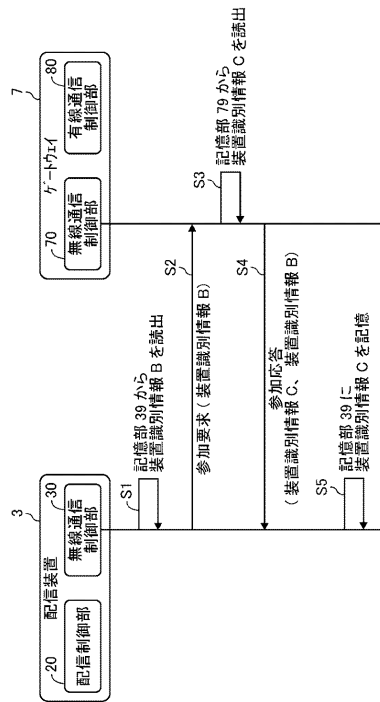 3
配信装置
20
配信制御部
30
無線通信
制御部
7
ゲートウェイ
70
無線通信
制御部
80
有線通信
制御部
S1
記憶部 39 から
装置識別情報 B を読出
S2
参加要求 ( 装置識別情報 B)
S3
記憶部 79 から
装置識別情報 C を読出
S4
参加応答
( 装置識別情報 C、装置識別情報 B)
S5
記憶部 39 に
装置識別情報 C を記憶